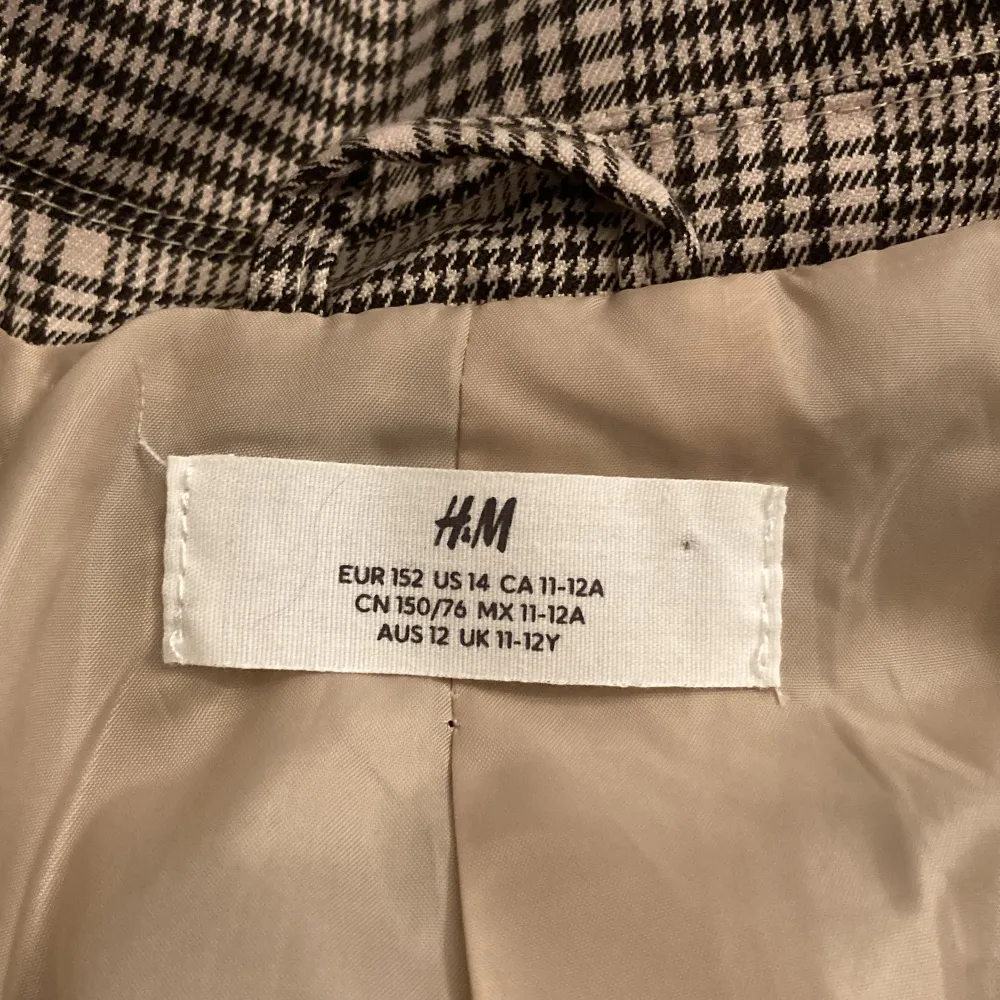 H&M
EUR 152 US 14 CA 11-12A
CN 150/76 MX 11-12A
AUS 12 UK 11-12Y